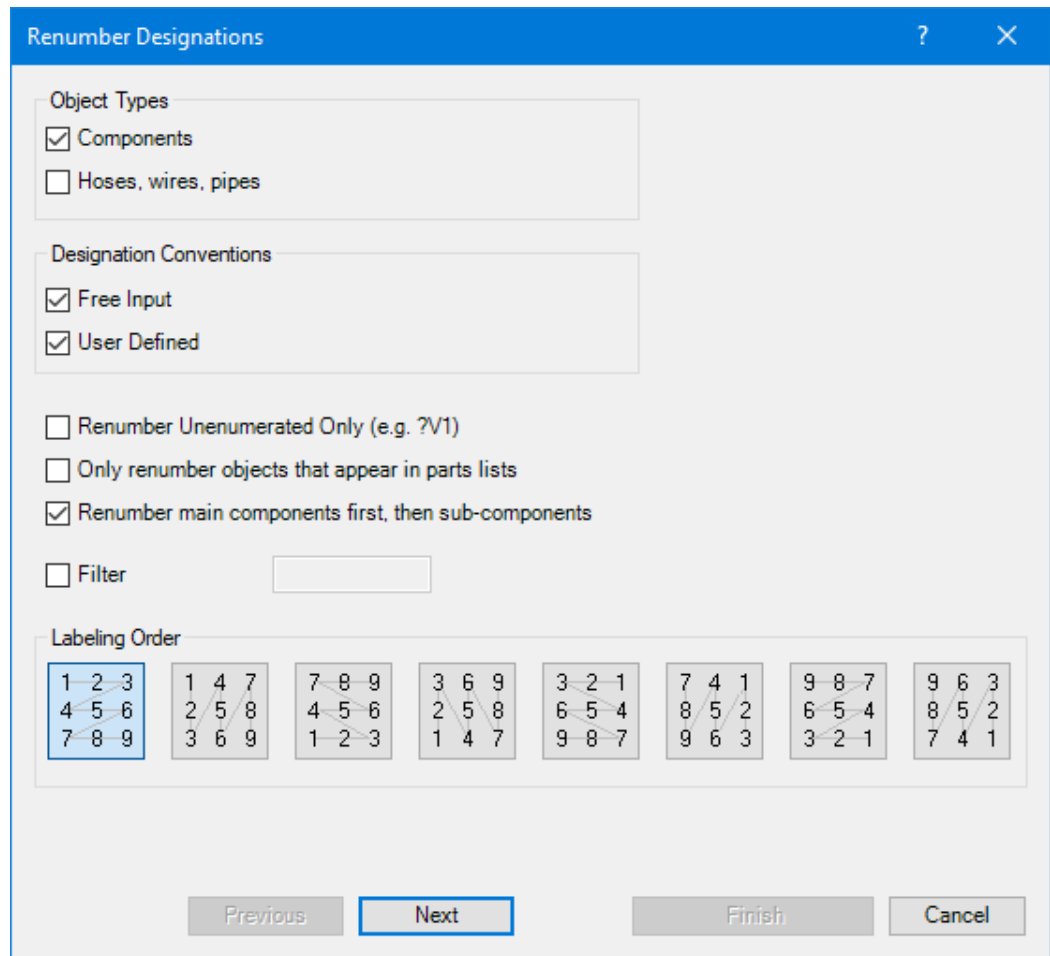 Renumber Designations ?
Object Types
Components
Hoses, wires, pipes
Designation Conventions
Free Input
User Defined
Renumber Unenumerated Only (e.g. ?V1)
Only renumber objects that appear in parts lists
Renumber main components first, then sub-components
Filter
Labeling Order
1 2 3 1 4 7 7 8 9 3 6 9 3 2 1 7 4 1 9 8 7 9 6 3
4 5 6 2 5 8 4 5 6 2 5 8 6 5 4 8 5 2 6 5 4 8 5 2
7 8 9 3 6 9 1 2 3 1 4 7 9 8 7 9 6 3 3 2 1 7 4 1
Previous Next Finish Cancel